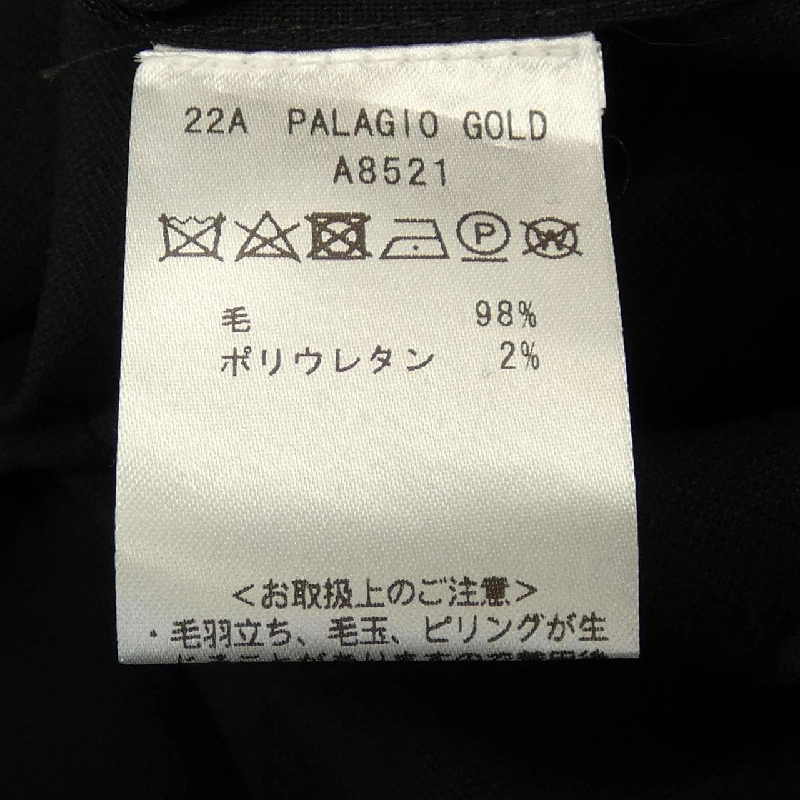 22A PALAGIO GOLD
A8521
P W
毛 98%
ポリウレタン 2%
<お取扱上のご注意>
・毛羽立ち、毛玉、ピリングが生